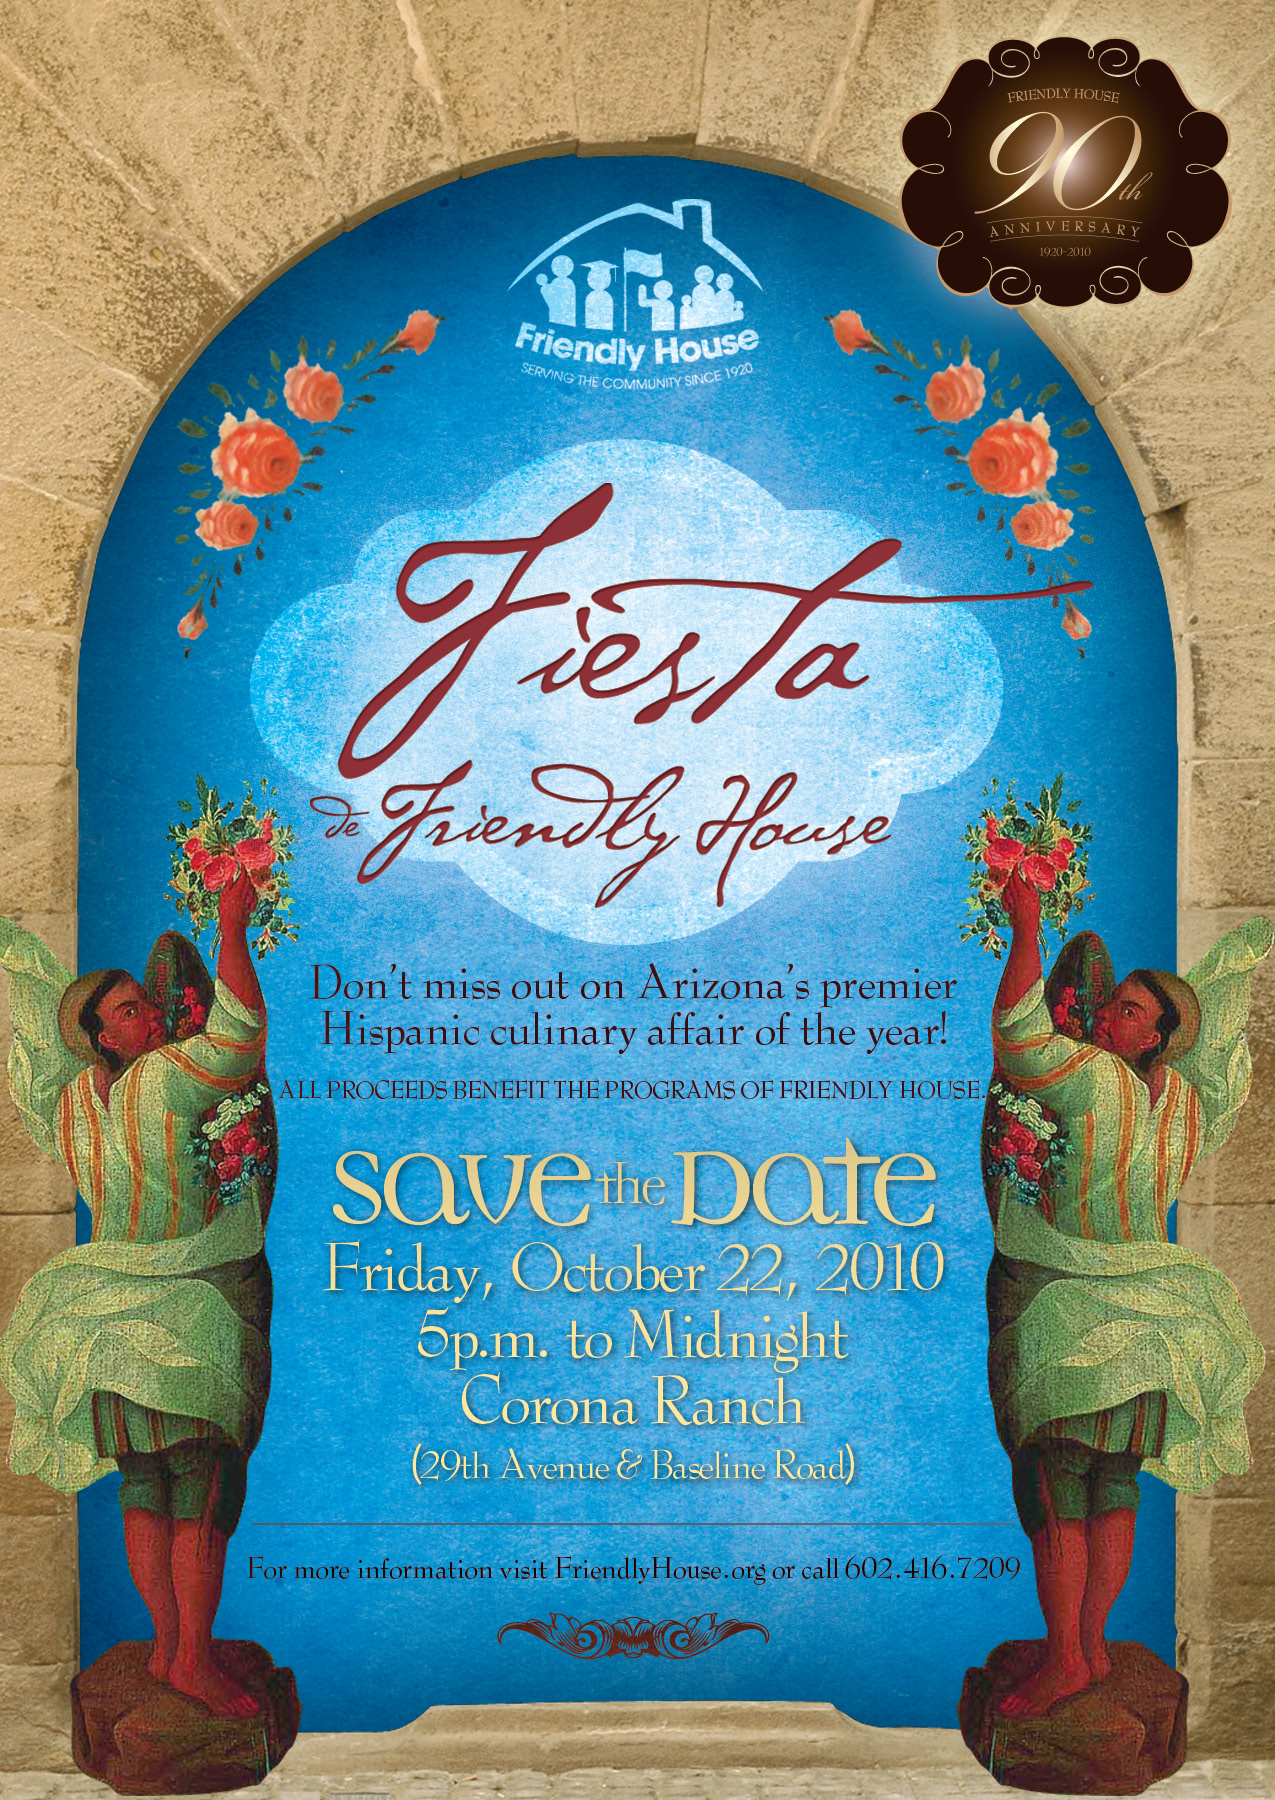 FRIENDLY HOUSE
90th
ANNIVERSARY
1920-2010
Friendly House
SERVING THE COMMUNITY SINCE 1920
Fiesta
de Friendly House
Don't miss out on Arizona's premier
Hispanic culinary affair of the year!
ALL PROCEEDS BENEFIT THE PROGRAMS OF FRIENDLY HOUSE.
Save the Date
Friday, October 22, 2010
5p.m. to Midnight
Corona Ranch
(29th Avenue & Baseline Road)
For more information visit FriendlyHouse.org or call 602.416.7209